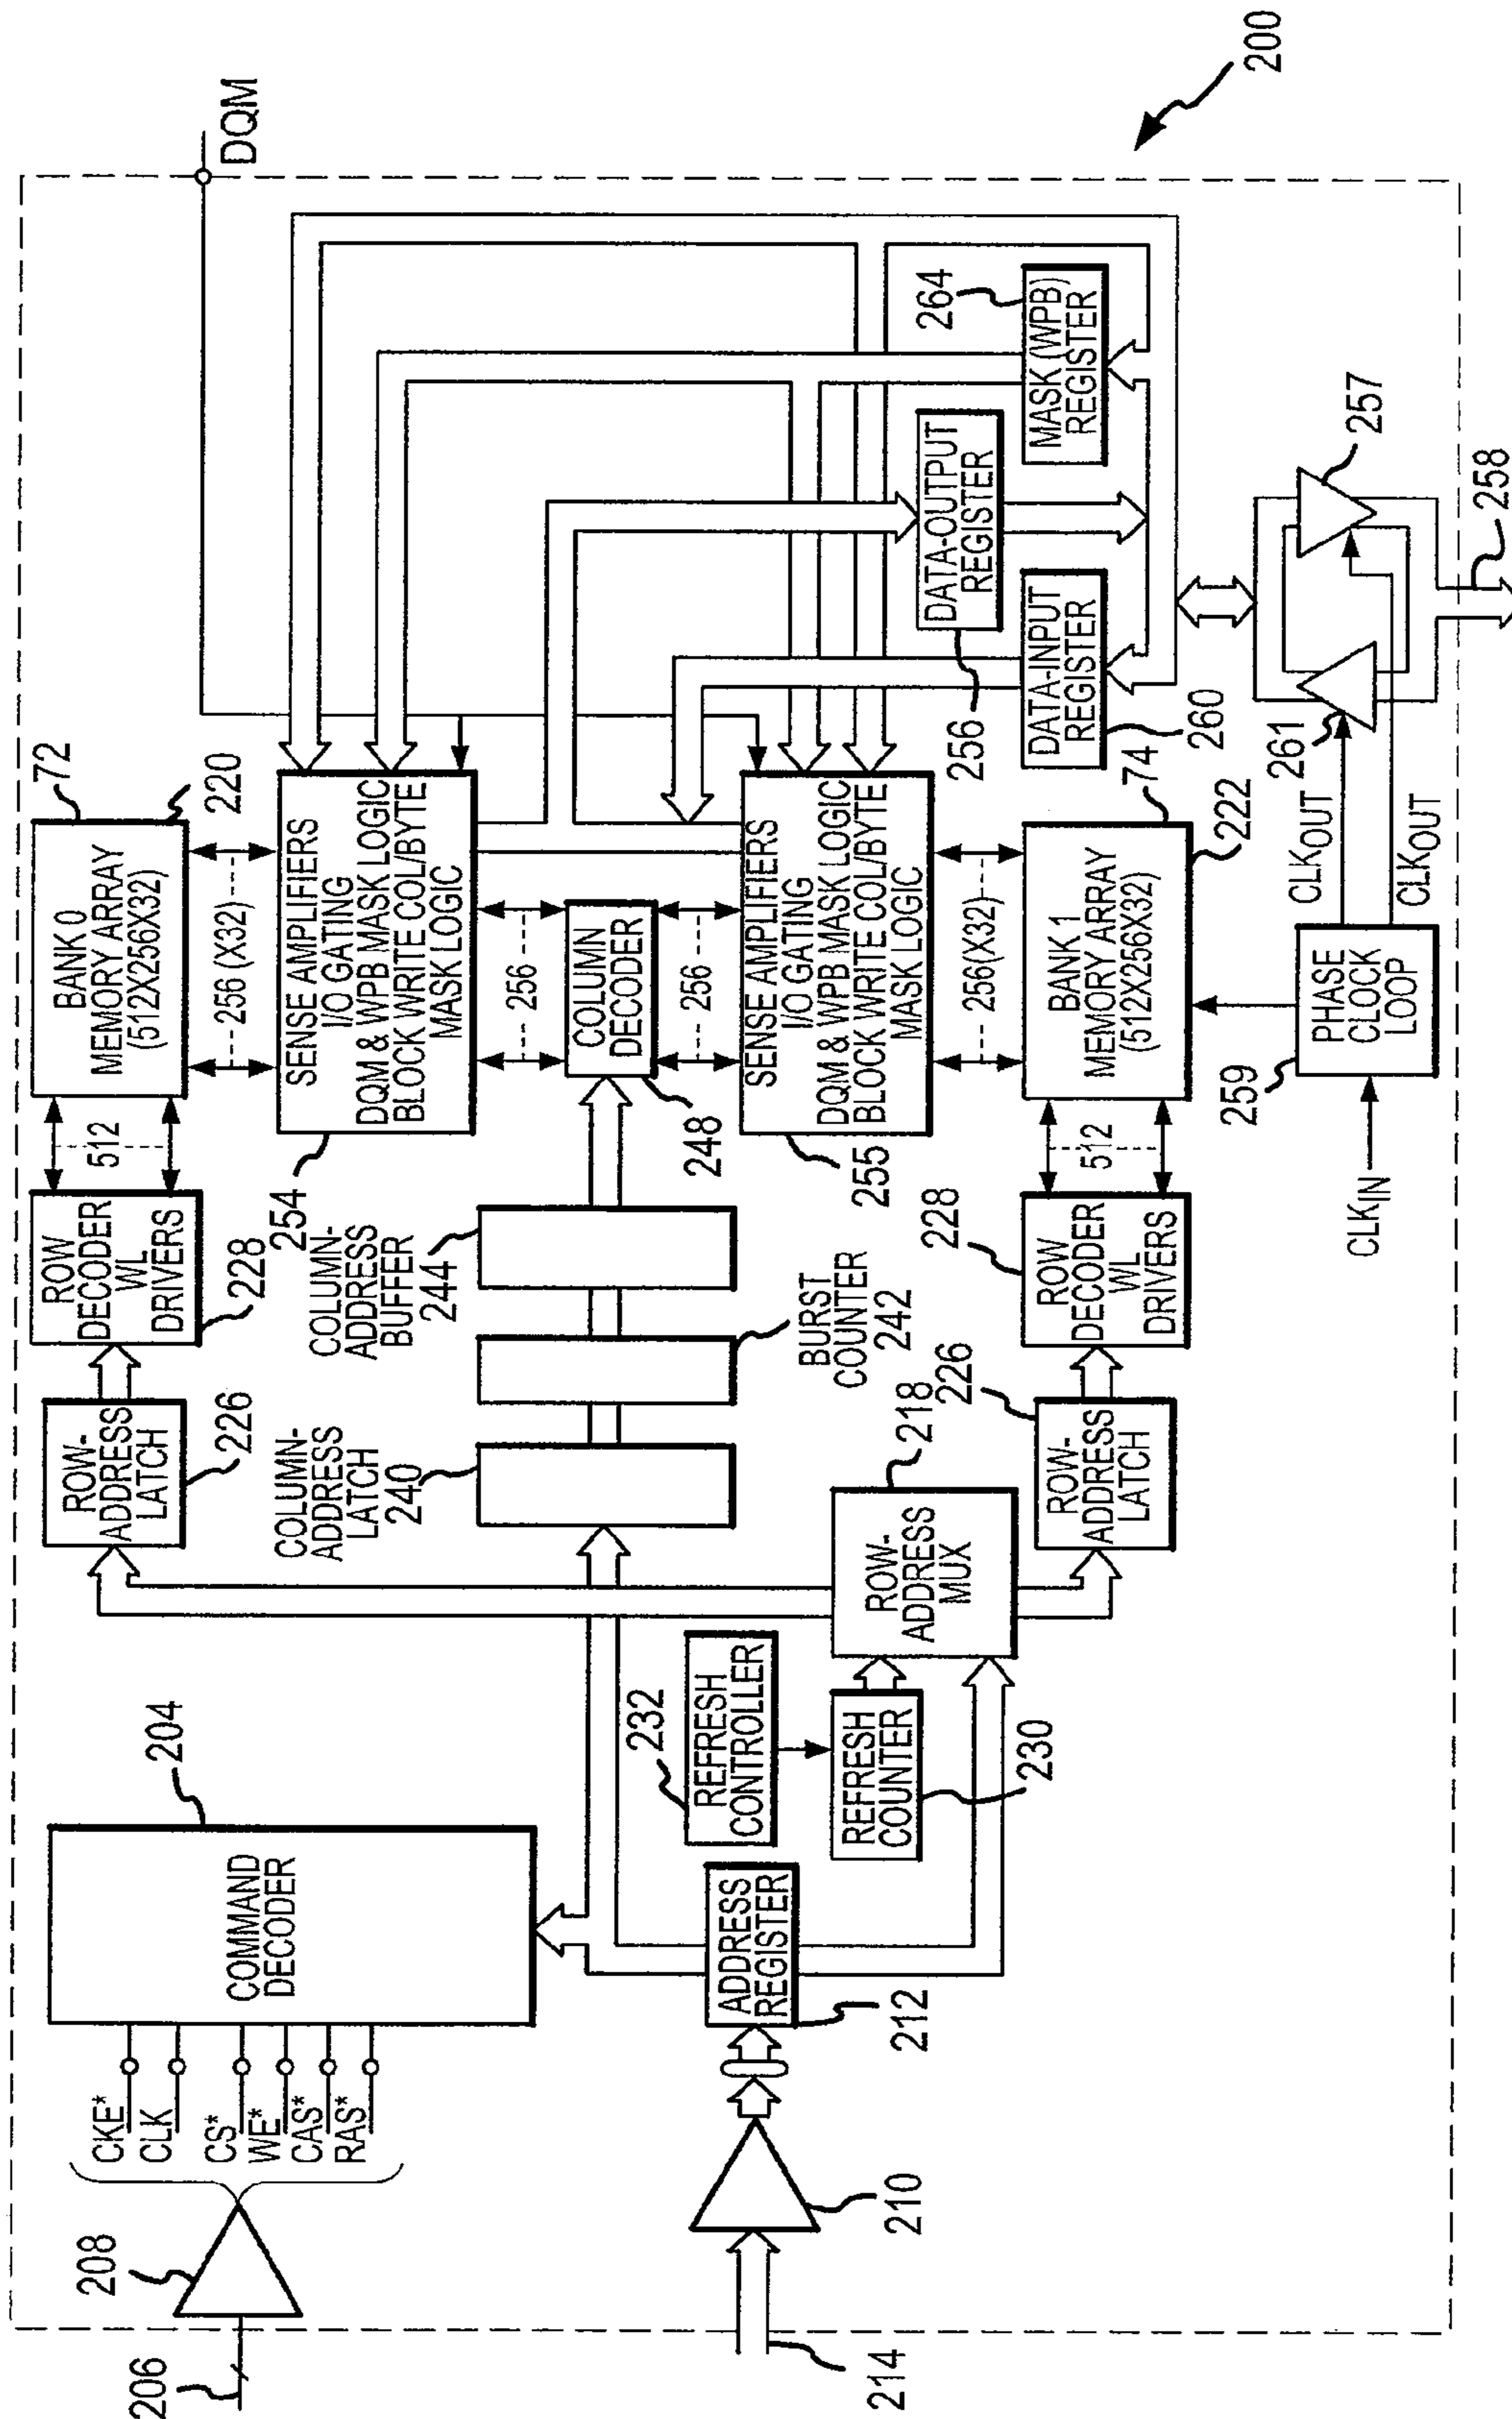 206
208
CKE*
CLK
CS*
WE*
CAS*
RAS*
COMMAND
DECODER
204
214
210
ADDRESS
REGISTER
212
REFRESH
CONTROLLER
232
REFRESH
COUNTER
230
ROW-
ADDRESS
MUX
218
ROW-
ADDRESS
LATCH
226
ROW
DECODER
WL
DRIVERS
228
512
BANK 0
MEMORY ARRAY
(512X256X32)
72
220
256 (X32)
SENSE AMPLIFIERS
I/O GATING
DQM & WPB MASK LOGIC
BLOCK WRITE COL/BYTE
MASK LOGIC
254
COLUMN-
ADDRESS
LATCH
240
BURST
COUNTER
242
COLUMN-
ADDRESS
BUFFER
244
256
COLUMN
DECODER
248
256
SENSE AMPLIFIERS
I/O GATING
DQM & WPB MASK LOGIC
BLOCK WRITE COL/BYTE
MASK LOGIC
255
256(X32)
ROW-
ADDRESS
LATCH
226
ROW
DECODER
WL
DRIVERS
228
512
BANK 1
MEMORY ARRAY
(512X256X32)
74
222
CLKIN
PHASE
CLOCK
LOOP
259
CLKOUT
CLKOUT
DATA-INPUT
REGISTER
260
DATA-OUTPUT
REGISTER
256
MASK (WPB)
REGISTER
264
261
257
258
DQM
200